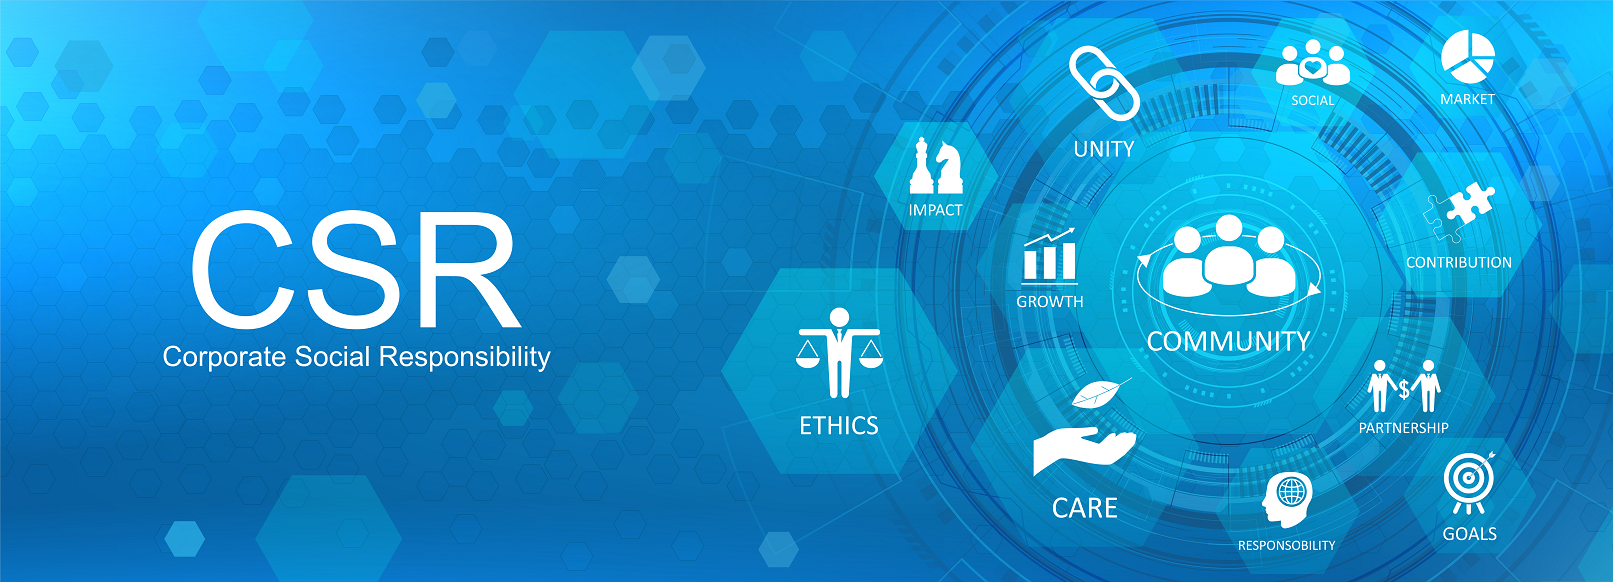 CSR
Corporate Social Responsibility
UNITY
SOCIAL
MARKET
IMPACT
CONTRIBUTION
GROWTH
COMMUNITY
ETHICS
$
PARTNERSHIP
CARE
RESPONSOBILITY
GOALS